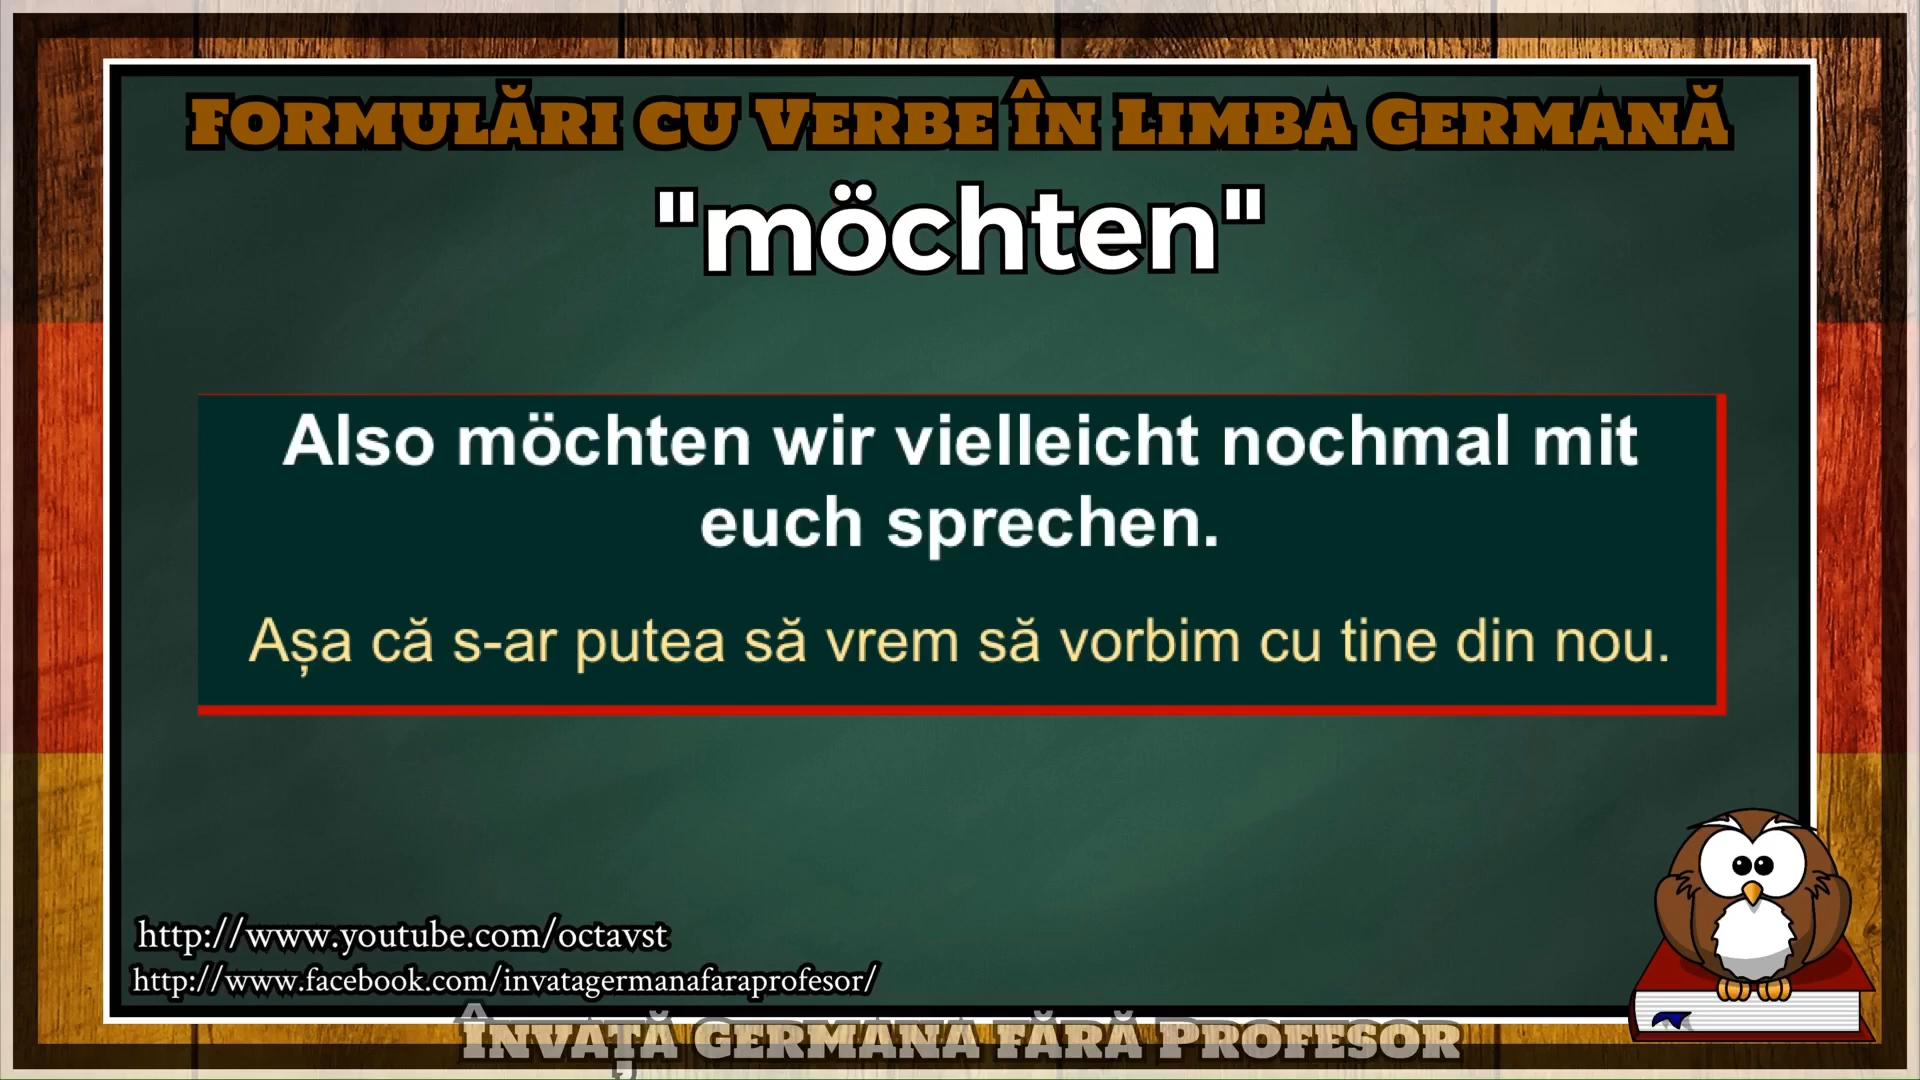 Formulări cu Verbe în Limba Germană
"möchten"
Also möchten wir vielleicht nochmal mit
euch sprechen.
Așa că s-ar putea să vrem să vorbim cu tine din nou.
http://www.youtube.com/octavst
http://www.facebook.com/invatagermanafaraprofesor/
Învață Germana fără Profesor